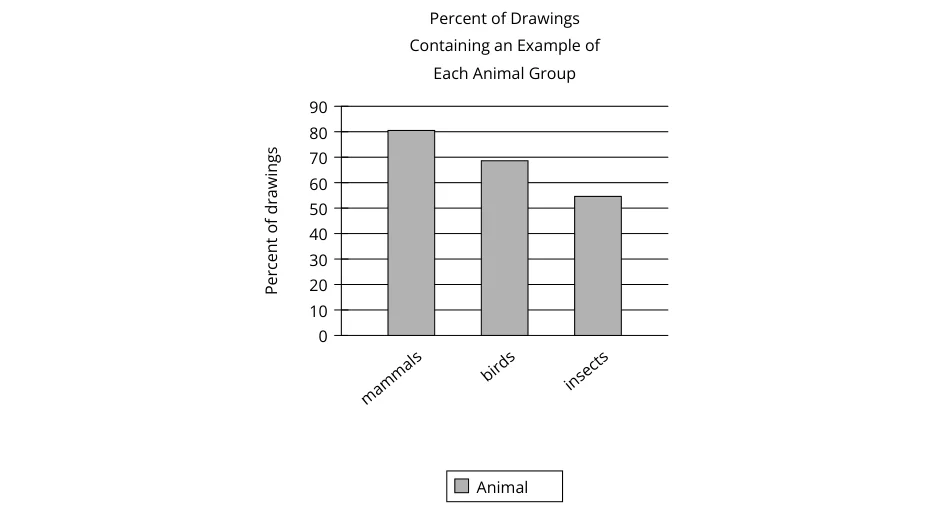 Percent of Drawings
Containing an Example of
Each Animal Group
Percent of drawings
90
80
70
60
50
40
30
20
10
0
mammals
birds
insects
Animal